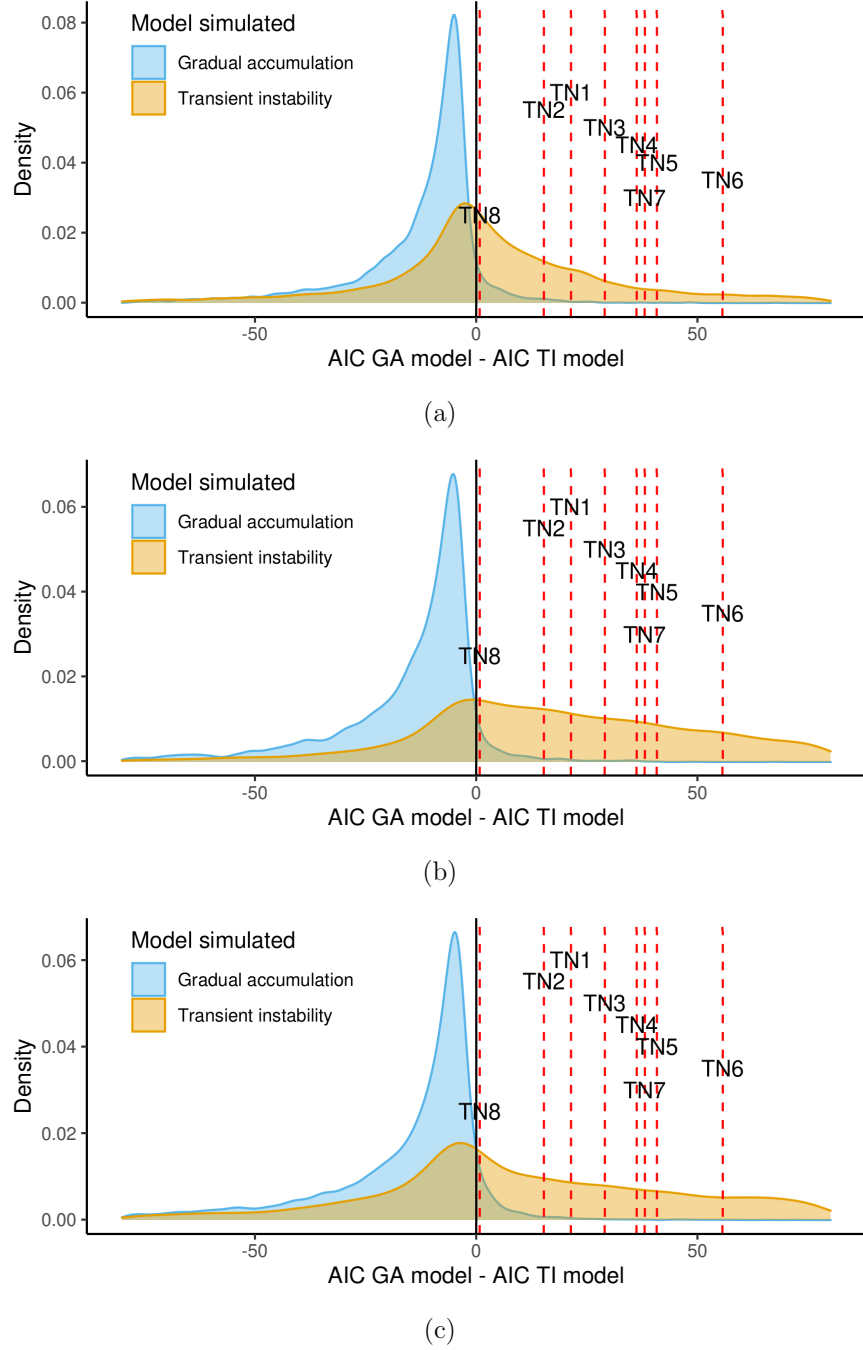 Model simulated
Gradual accumulation
Transient instability
TN1
TN2
TN3
TN4
TN5
TN6
TN7
TN8
Density
0.08
0.06
0.04
0.02
0.00
-50 0 50
AIC GA model - AIC TI model
(a)
Model simulated
Gradual accumulation
Transient instability
TN1
TN2
TN3
TN4
TN5
TN6
TN7
TN8
Density
0.06
0.04
0.02
0.00
-50 0 50
AIC GA model - AIC TI model
(b)
Model simulated
Gradual accumulation
Transient instability
TN1
TN2
TN3
TN4
TN5
TN6
TN7
TN8
Density
0.06
0.04
0.02
0.00
-50 0 50
AIC GA model - AIC TI model
(c)